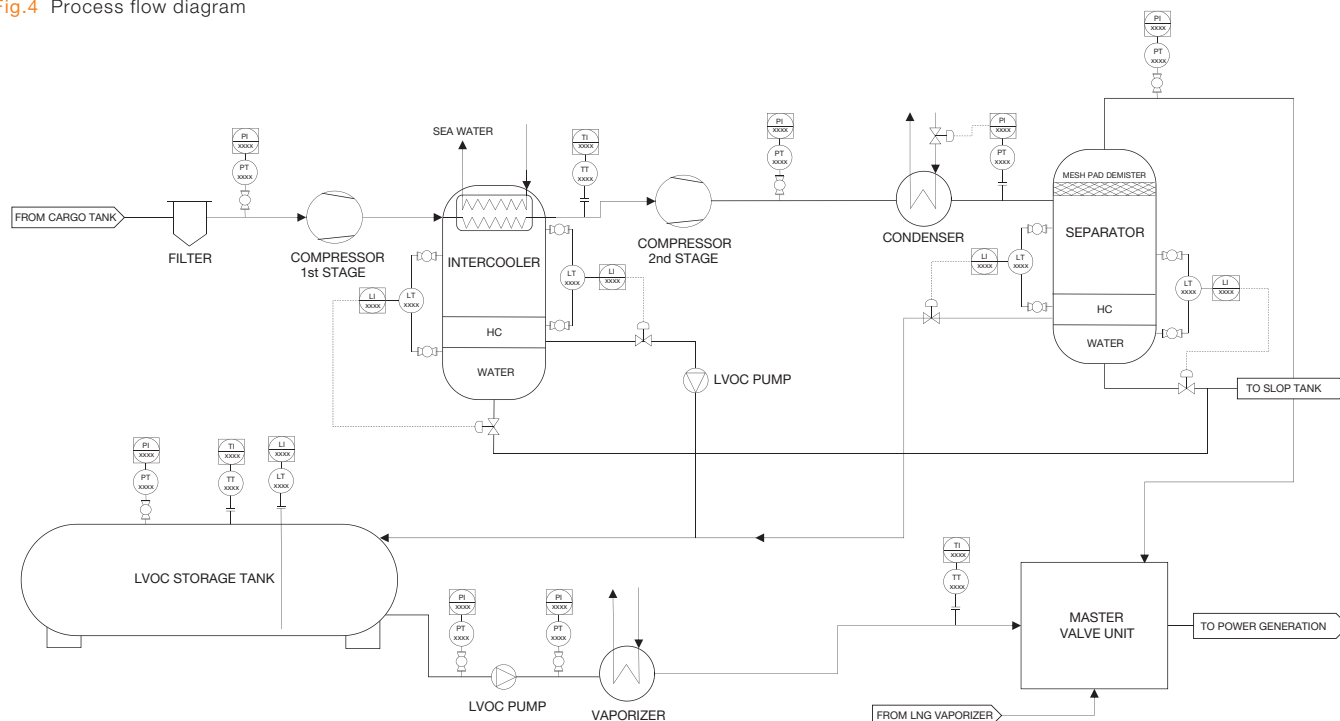 Fig.4 Process flow diagram
PI
xxxx
PT
xxxx
PI
xxxx
PT
xxxx
SEA WATER
TI
xxxx
TT
xxxx
PI
xxxx
PT
xxxx
PI
xxxx
PT
xxxx
MESH PAD DEMISTER
FROM CARGO TANK
FILTER
COMPRESSOR
1st STAGE
INTERCOOLER
COMPRESSOR
2nd STAGE
CONDENSER
SEPARATOR
LI
xxxx
LT
xxxx
LT
xxxx
LI
xxxx
LI
xxxx
LT
xxxx
LT
xxxx
LI
xxxx
HC
WATER
HC
WATER
LVOC PUMP
TO SLOP TANK
PI
xxxx
PT
xxxx
TI
xxxx
TT
xxxx
LI
xxxx
LT
xxxx
LVOC STORAGE TANK
PI
xxxx
PT
xxxx
PI
xxxx
PT
xxxx
TI
xxxx
TT
xxxx
MASTER
VALVE UNIT
TO POWER GENERATION
LVOC PUMP
VAPORIZER
FROM LNG VAPORIZER